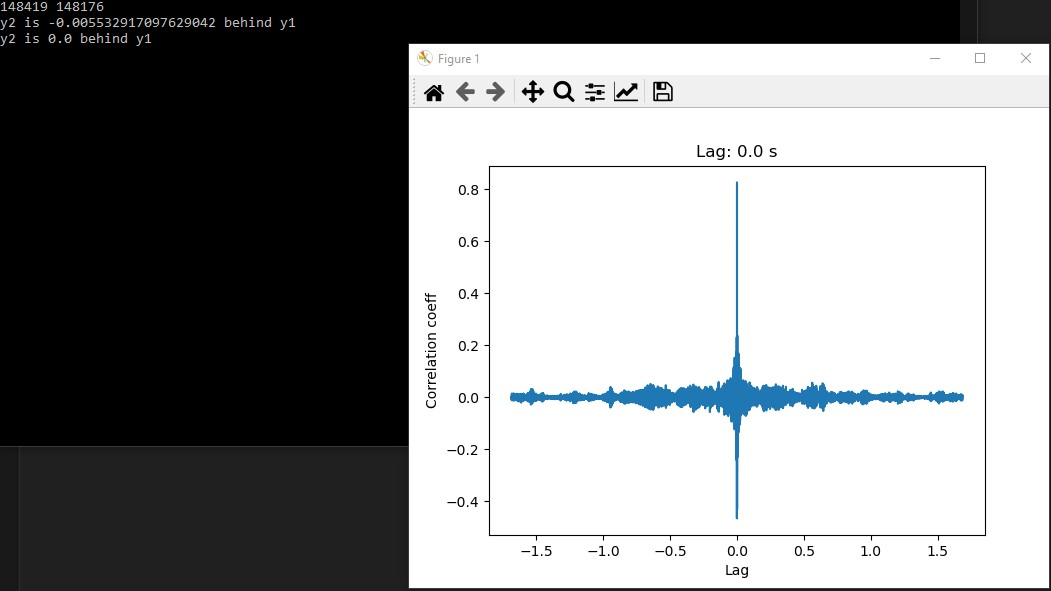 148419 148176
y2 is -0.005532917097629042 behind y1
y2 is 0.0 behind y1
Figure 1
Lag: 0.0 s
0.8
0.6
0.4
0.2
0.0
−0.2
−0.4
Correlation coeff
−1.5 −1.0 −0.5 0.0 0.5 1.0 1.5
Lag